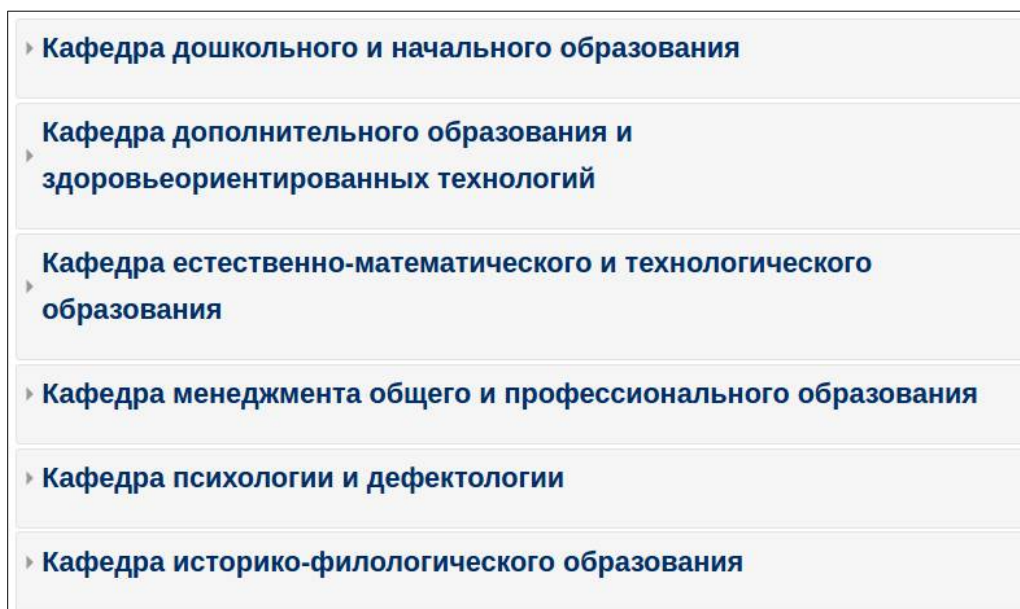 Кафедра дошкольного и начального образования
Кафедра дополнительного образования и
здоровьеориентированных технологий
Кафедра естественно-математического и технологического
образования
Кафедра менеджмента общего и профессионального образования
Кафедра психологии и дефектологии
Кафедра историко-филологического образования